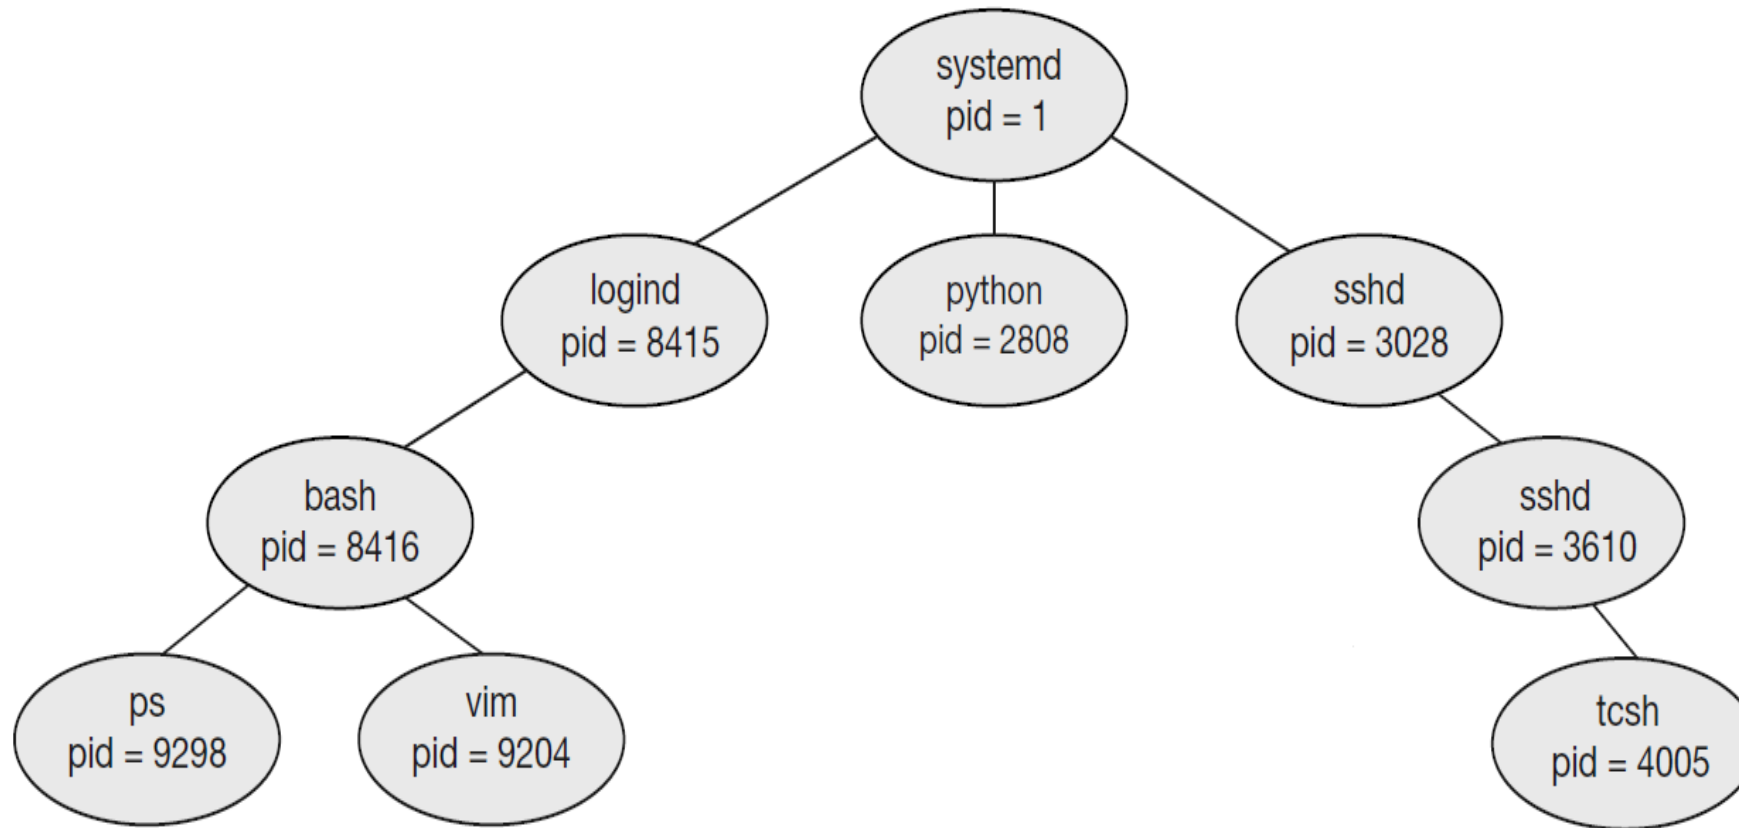 systemd
pid = 1
logind
pid = 8415
python
pid = 2808
sshd
pid = 3028
bash
pid = 8416
sshd
pid = 3610
ps
pid = 9298
vim
pid = 9204
tcsh
pid = 4005